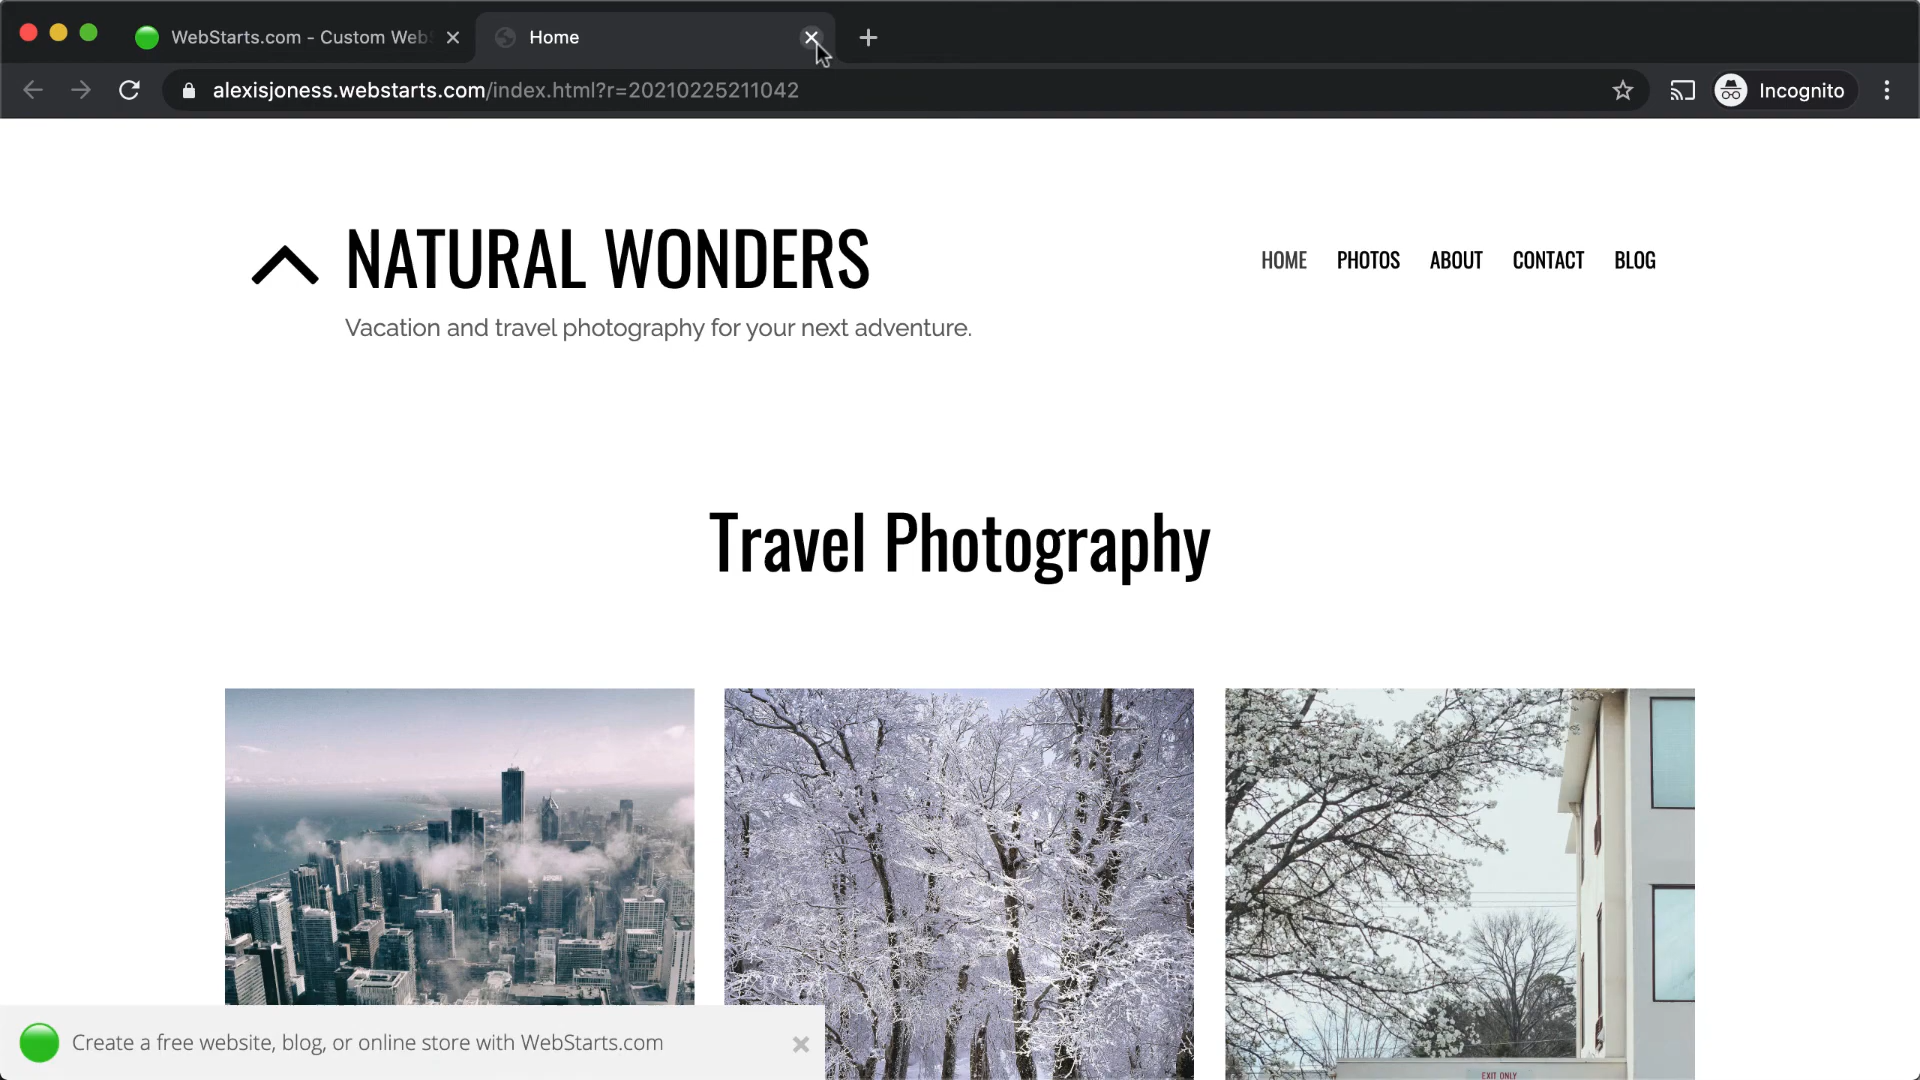 WebStarts.com - Custom Web
Home
alexisjoness.webstarts.com/index.html?r=20210225211042
Incognito
NATURAL WONDERS
HOME
PHOTOS
ABOUT
CONTACT
BLOG
Vacation and travel photography for your next adventure.
Travel Photography
EXIT ONLY
Create a free website, blog, or online store with WebStarts.com